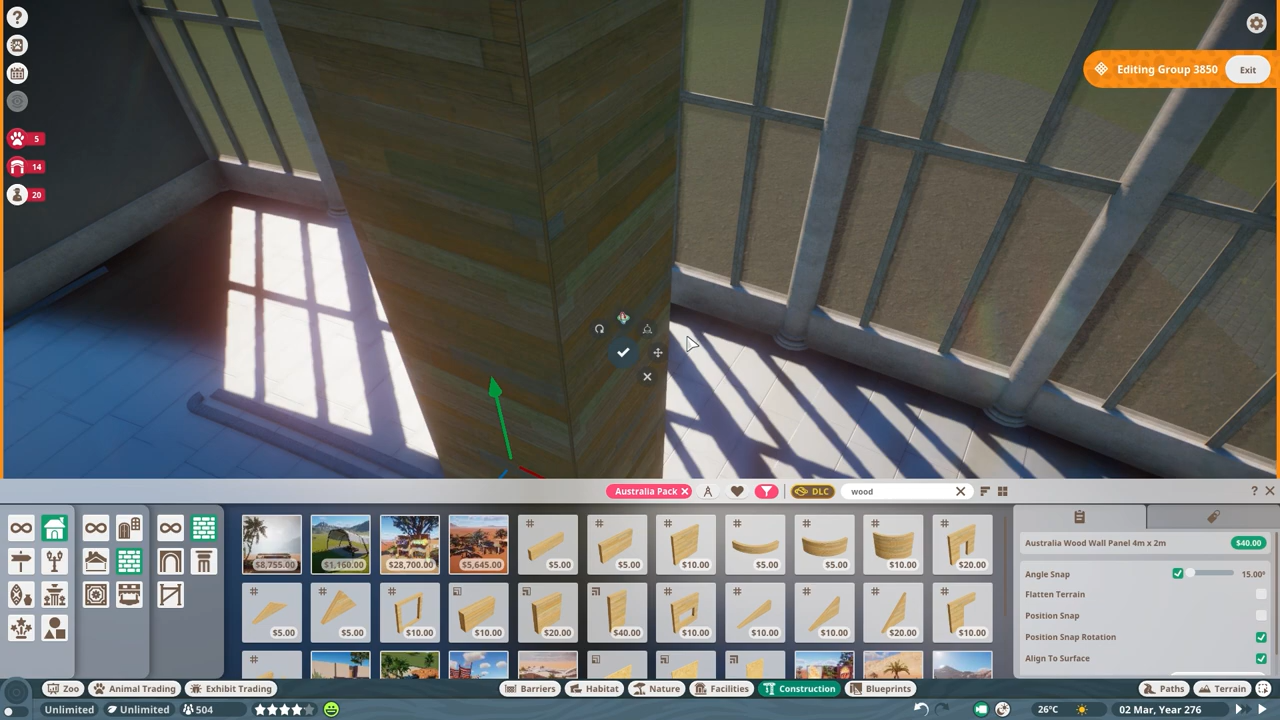 ?
Editing Group 3850
Exit
5
14
20
Australia Pack ✕
DLC
wood
?
$8,755.00
$1,160.00
$28,700.00
$5,645.00
$5.00
$5.00
$10.00
$5.00
$5.00
$10.00
$20.00
$5.00
$5.00
$10.00
$10.00
$20.00
$40.00
$10.00
$10.00
$10.00
$20.00
$10.00
Australia Wood Wall Panel 4m x 2m
$40.00
Angle Snap
15.00°
Flatten Terrain
Position Snap
Position Snap Rotation
Align To Surface
Zoo
Animal Trading
Exhibit Trading
Barriers
Habitat
Nature
Facilities
Construction
Blueprints
Paths
Terrain
Unlimited
Unlimited
504
26°C
02 Mar, Year 276